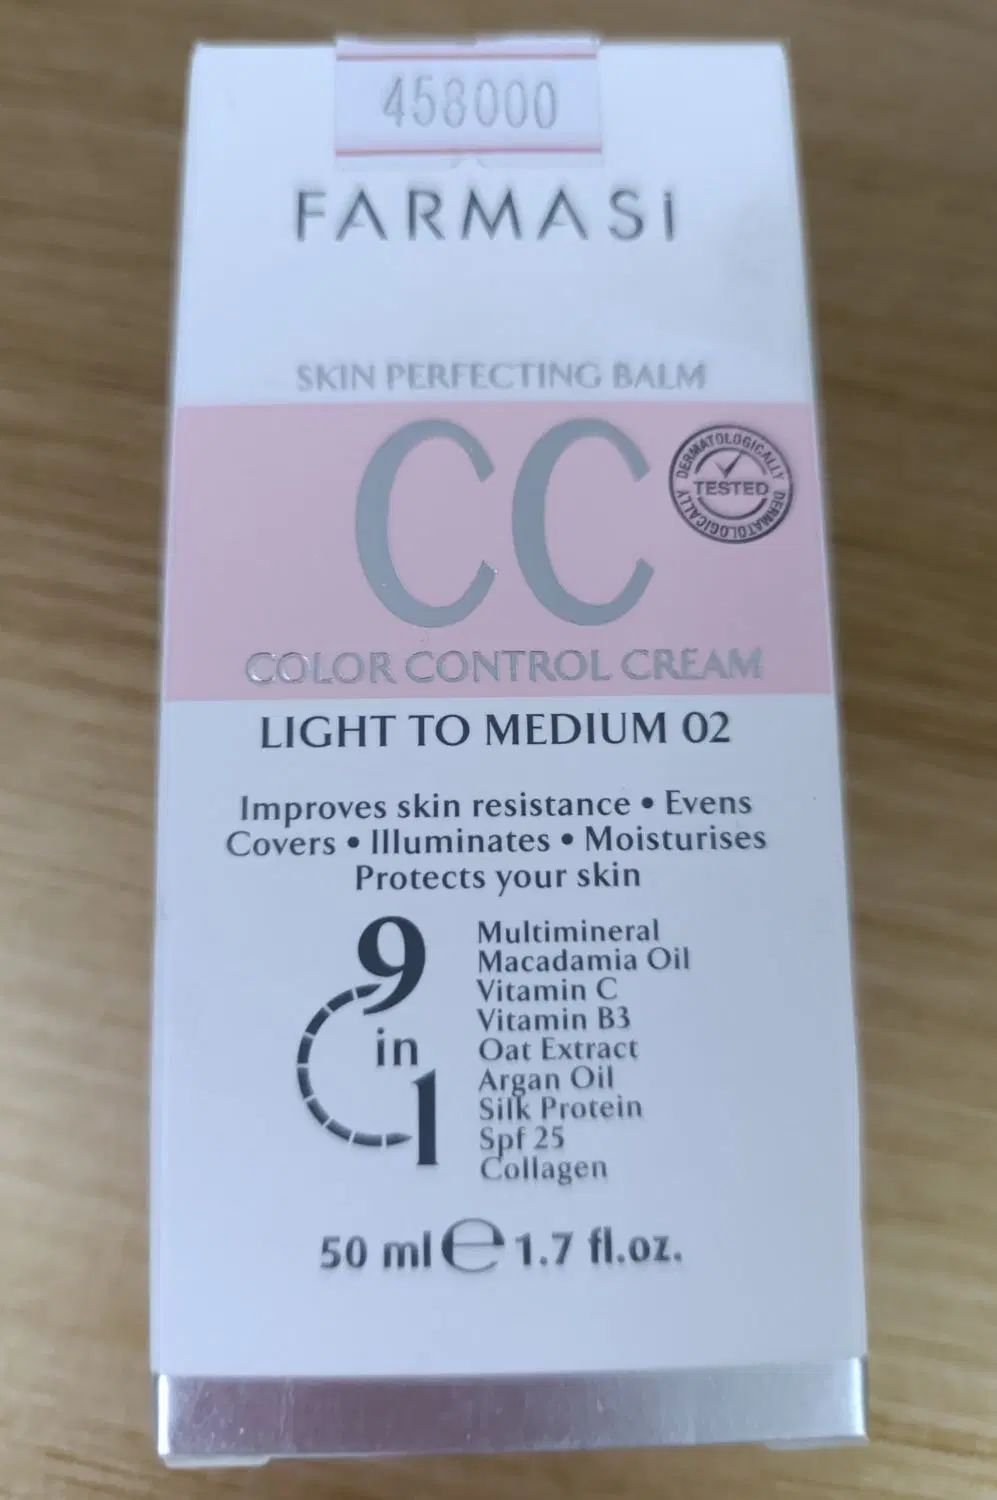 458000
FARMASi
SKIN PERFECTING BALM
CC
DERMATOLOGICALLY
TESTED
DERMATOLOGICALLY
COLOR CONTROL CREAM
LIGHT TO MEDIUM 02
Improves skin resistance • Evens
Covers • Illuminates • Moisturises
Protects your skin
9
in
1
Multimineral
Macadamia Oil
Vitamin C
Vitamin B3
Oat Extract
Argan Oil
Silk Protein
Spf 25
Collagen
50 ml ℮ 1.7 fl.oz.